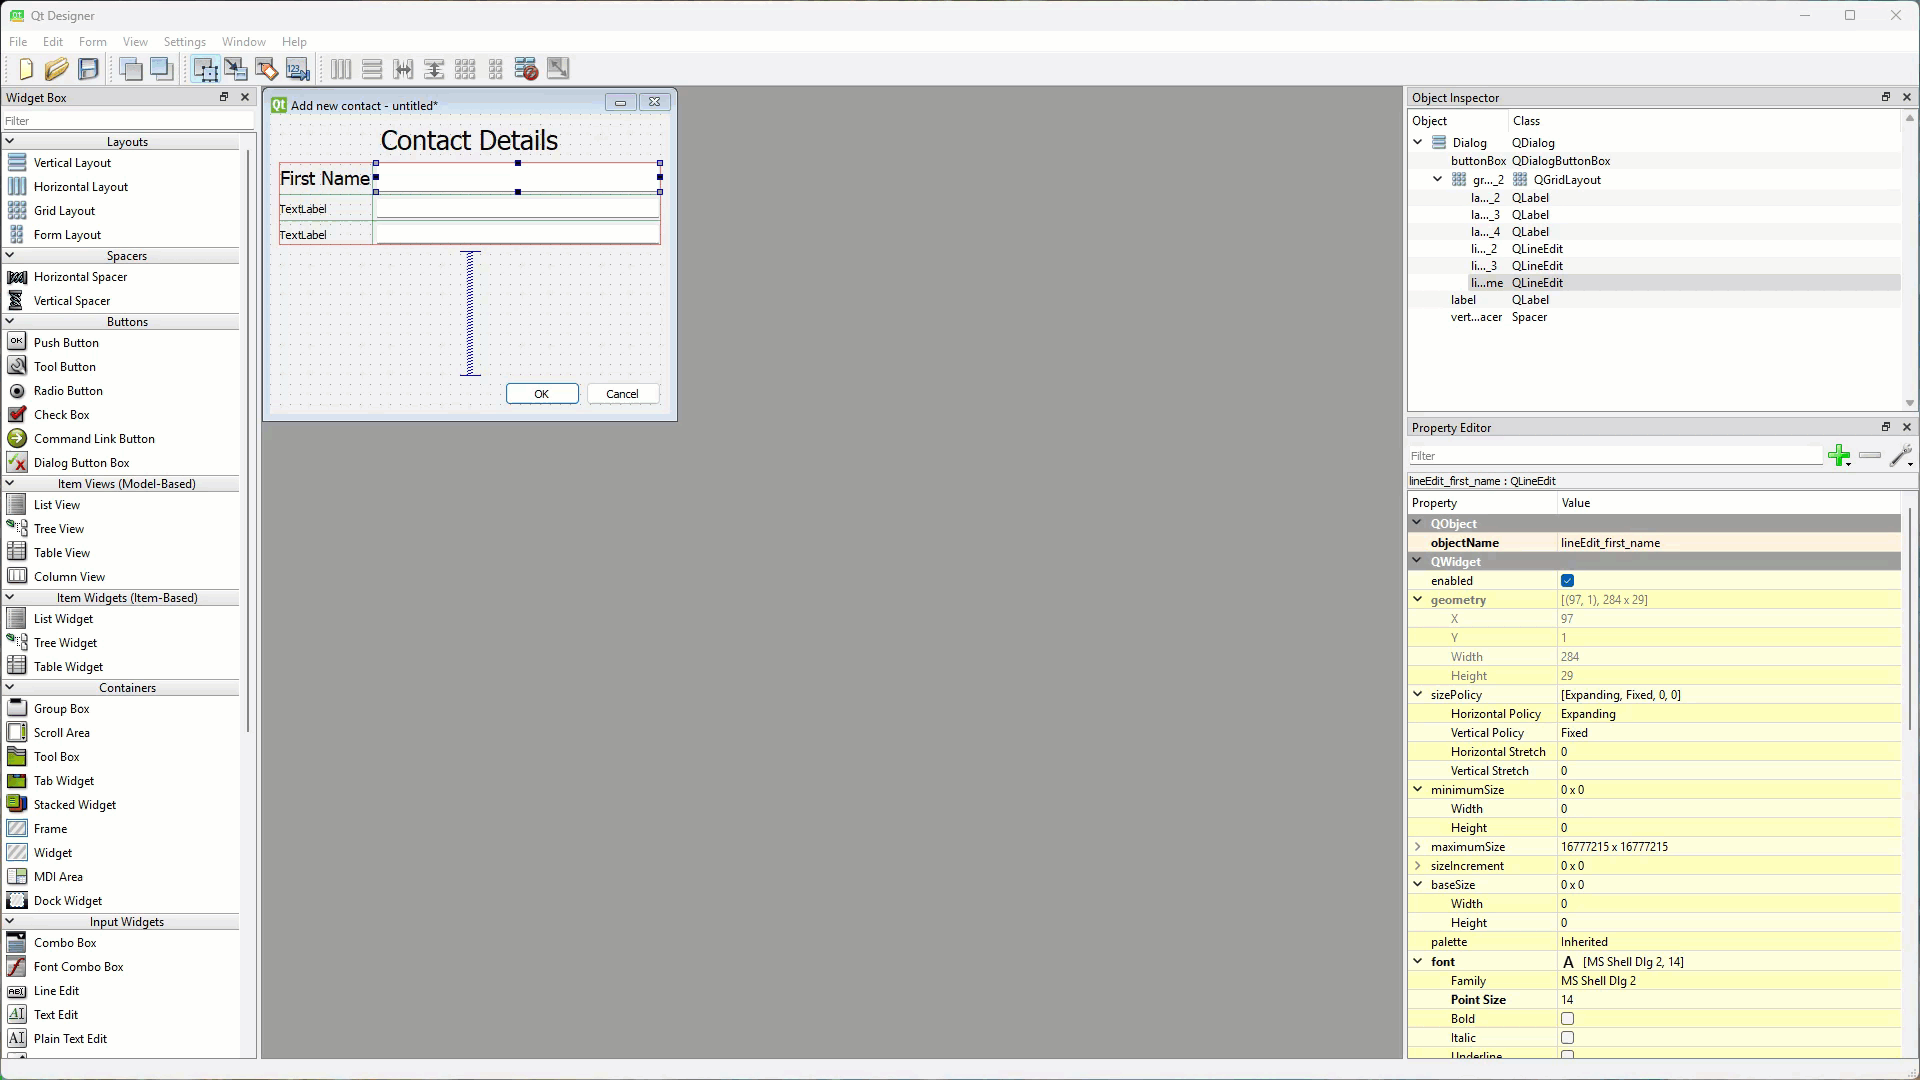 Qt Designer
File Edit Form View Settings Window Help
Widget Box
Filter
Layouts
Vertical Layout
Horizontal Layout
Grid Layout
Form Layout
Spacers
Horizontal Spacer
Vertical Spacer
Buttons
Push Button
Tool Button
Radio Button
Check Box
Command Link Button
Dialog Button Box
Item Views (Model-Based)
List View
Tree View
Table View
Column View
Item Widgets (Item-Based)
List Widget
Tree Widget
Table Widget
Containers
Group Box
Scroll Area
Tool Box
Tab Widget
Stacked Widget
Frame
Widget
MDI Area
Dock Widget
Input Widgets
Combo Box
Font Combo Box
Line Edit
Text Edit
Plain Text Edit
Add new contact - untitled*
Contact Details
First Name
TextLabel
TextLabel
OK Cancel
Object Inspector
Object Class
Dialog QDialog
buttonBox QDialogButtonBox
gr..._2 QGridLayout
la..._2 QLabel
la..._3 QLabel
la..._4 QLabel
li..._2 QLineEdit
li..._3 QLineEdit
li...me QLineEdit
label QLabel
vert...acer Spacer
Property Editor
Filter
lineEdit_first_name : QLineEdit
Property Value
QObject
objectName lineEdit_first_name
QWidget
enabled
geometry [(97, 1), 284 x 29]
X 97
Y 1
Width 284
Height 29
sizePolicy [Expanding, Fixed, 0, 0]
Horizontal Policy Expanding
Vertical Policy Fixed
Horizontal Stretch 0
Vertical Stretch 0
minimumSize 0 x 0
Width 0
Height 0
maximumSize 16777215 x 16777215
sizeIncrement 0 x 0
baseSize 0 x 0
Width 0
Height 0
palette Inherited
font A [MS Shell Dlg 2, 14]
Family MS Shell Dlg 2
Point Size 14
Bold
Italic
Underline